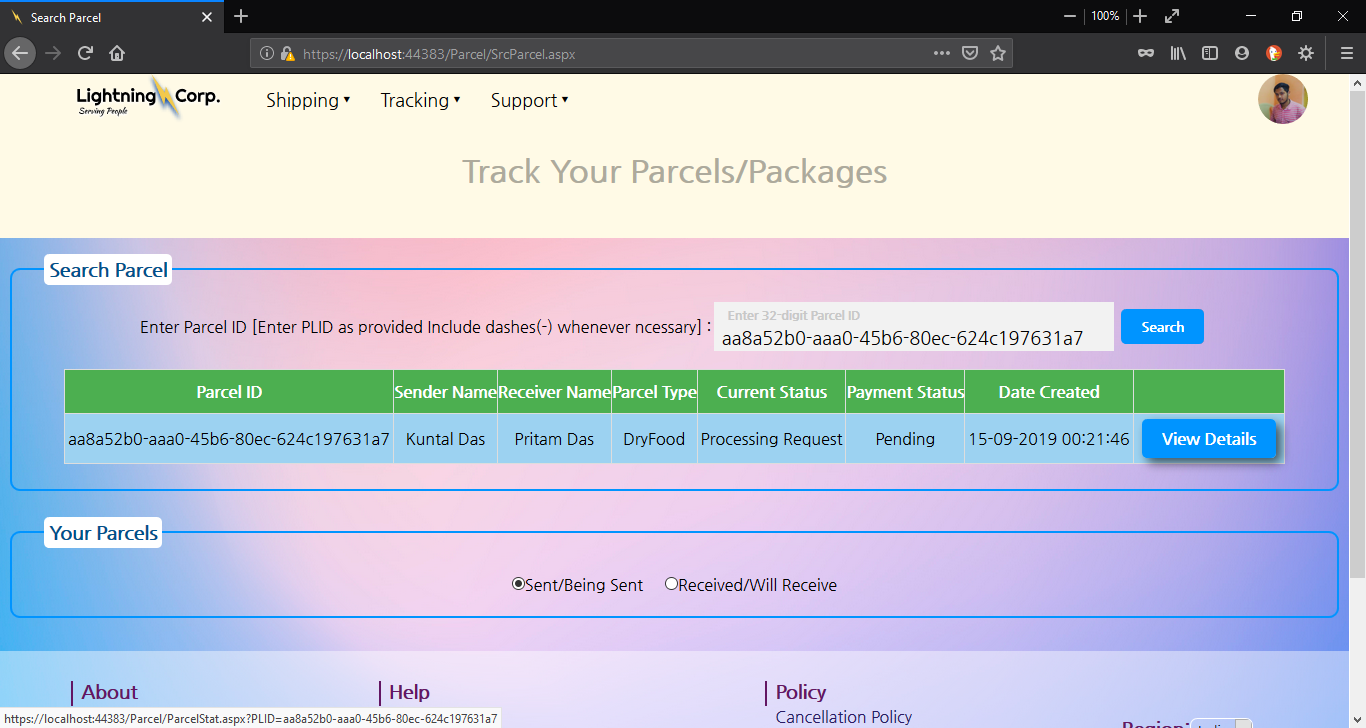 Search Parcel
100%
https://localhost:44383/Parcel/SrcParcel.aspx
Lightning Corp.
Serving People
Shipping ▾ Tracking ▾ Support ▾
Track Your Parcels/Packages
Search Parcel
Enter Parcel ID [Enter PLID as provided Include dashes(-) whenever ncessary] :
Enter 32-digit Parcel ID
aa8a52b0-aaa0-45b6-80ec-624c197631a7
Search
Parcel ID Sender Name Receiver Name Parcel Type Current Status Payment Status Date Created
aa8a52b0-aaa0-45b6-80ec-624c197631a7 Kuntal Das Pritam Das DryFood Processing Request Pending 15-09-2019 00:21:46 View Details
Your Parcels
Sent/Being Sent Received/Will Receive
About Help Policy
Cancellation Policy
Region:
https://localhost:44383/Parcel/ParcelStat.aspx?PLID=aa8a52b0-aaa0-45b6-80ec-624c197631a7